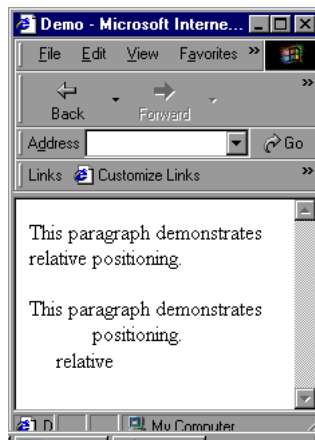 Demo - Microsoft Interne...
File Edit View Favorites »
Back Forward »
Address Go
Links Customize Links »
This paragraph demonstrates
relative positioning.
This paragraph demonstrates
positioning.
relative
D My Computer